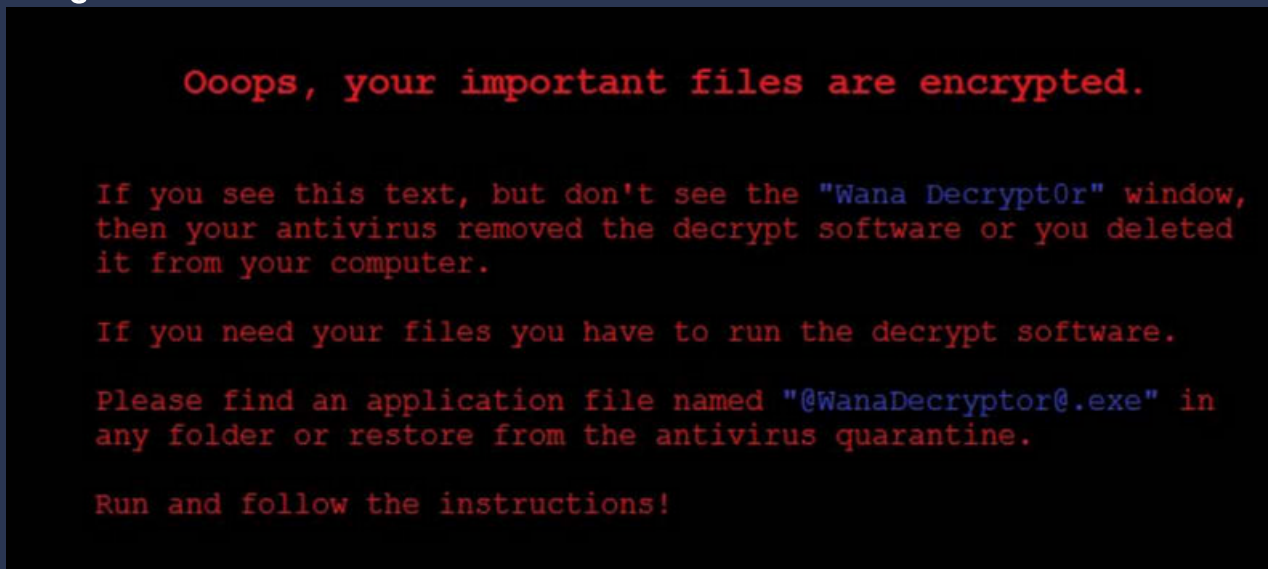 Ooops, your important files are encrypted.
If you see this text, but don't see the "Wana Decrypt0r" window,
then your antivirus removed the decrypt software or you deleted
it from your computer.
If you need your files you have to run the decrypt software.
Please find an application file named "@WanaDecryptor@.exe" in
any folder or restore from the antivirus quarantine.
Run and follow the instructions!